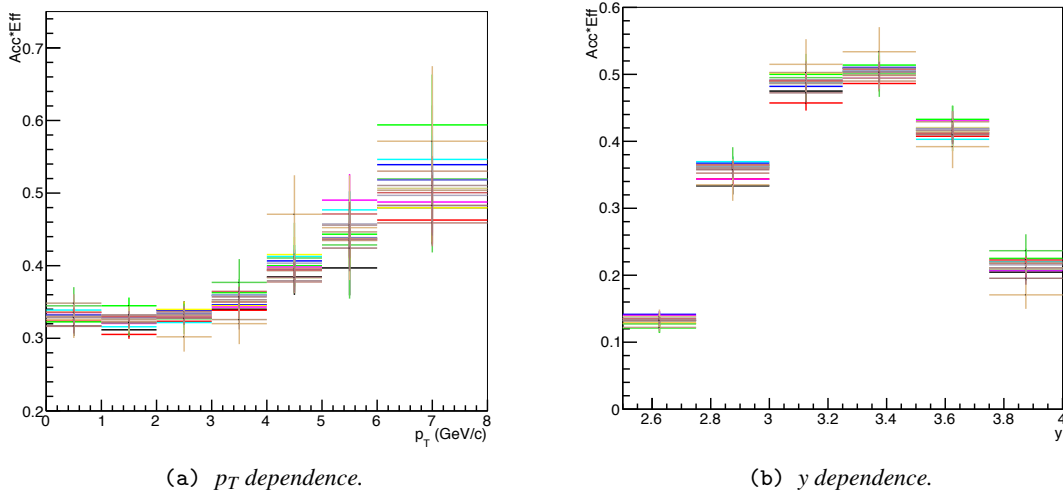 Acc*Eff
0.7
0.6
0.5
0.4
0.3
0.2
0 1 2 3 4 5 6 7 8
p_T (GeV/c)
(a) p_T dependence.
Acc*Eff
0.6
0.5
0.4
0.3
0.2
0.1
0
2.6 2.8 3 3.2 3.4 3.6 3.8 4
y
(b) y dependence.